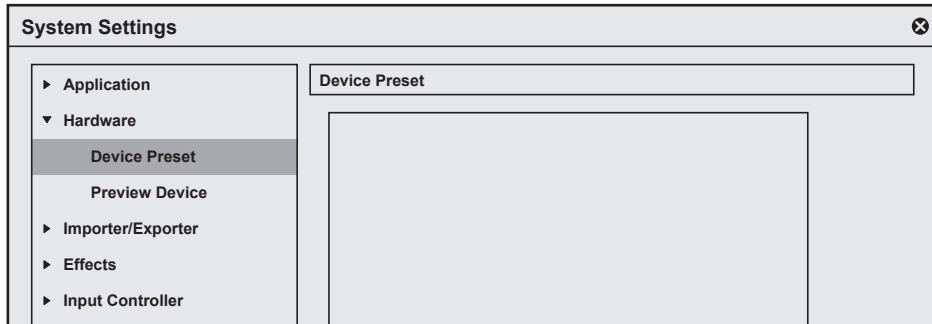 System Settings
Application
Hardware
Device Preset
Preview Device
Importer/Exporter
Effects
Input Controller
Device Preset